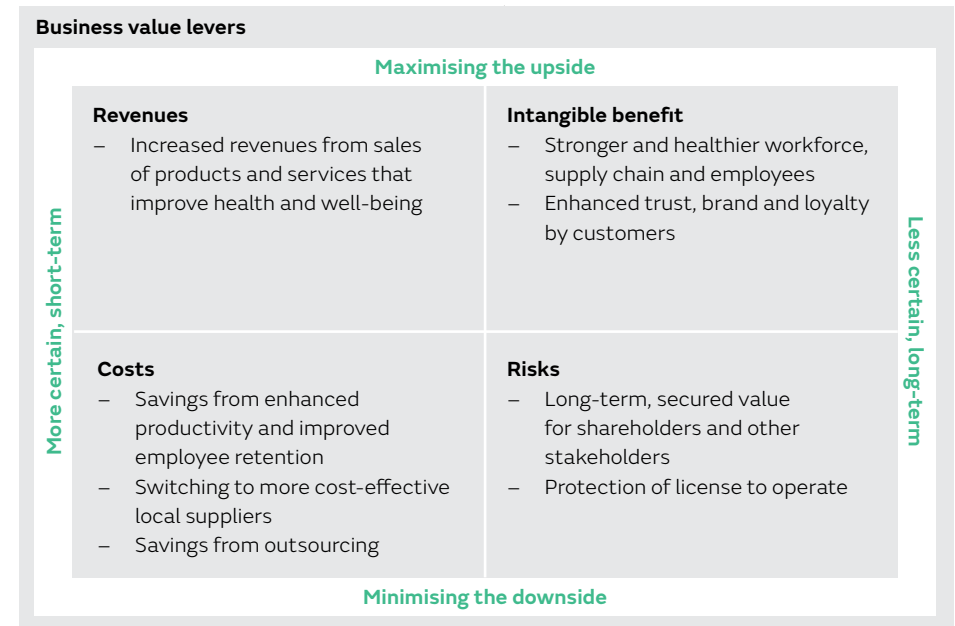 Business value levers
Maximising the upside
More certain, short-term
Revenues
– Increased revenues from sales
of products and services that
improve health and well-being
Intangible benefit
– Stronger and healthier workforce,
supply chain and employees
– Enhanced trust, brand and loyalty
by customers
Less certain, long-term
Costs
– Savings from enhanced
productivity and improved
employee retention
– Switching to more cost-effective
local suppliers
– Savings from outsourcing
Risks
– Long-term, secured value
for shareholders and other
stakeholders
– Protection of license to operate
Minimising the downside